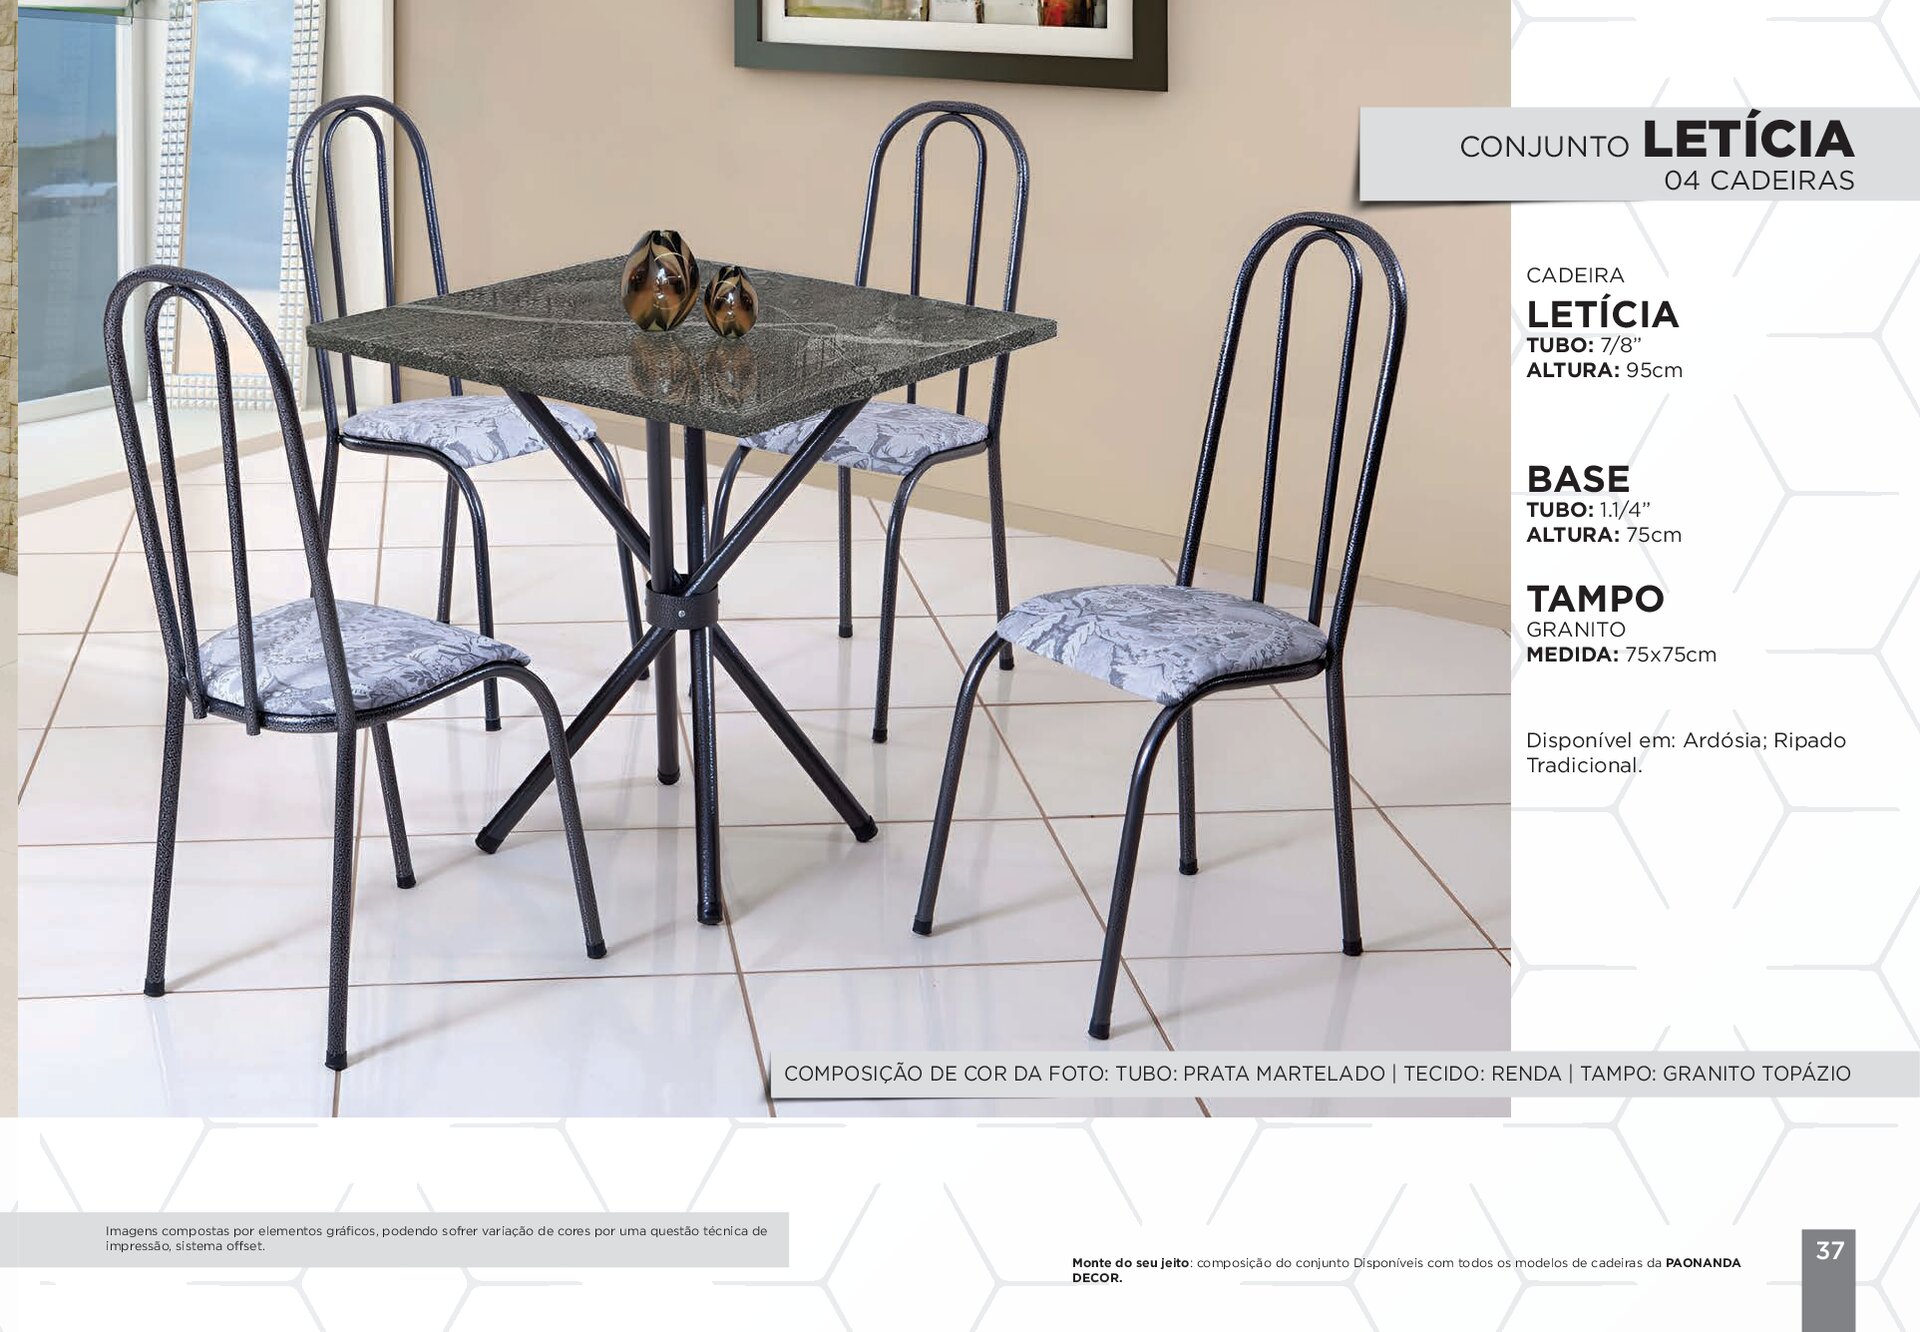 CONJUNTO LETÍCIA
04 CADEIRAS
CADEIRA
LETÍCIA
TUBO: 7/8”
ALTURA: 95cm
BASE
TUBO: 1.1/4”
ALTURA: 75cm
TAMPO
GRANITO
MEDIDA: 75x75cm
Disponível em: Ardósia; Ripado
Tradicional.
COMPOSIÇÃO DE COR DA FOTO: TUBO: PRATA MARTELADO | TECIDO: RENDA | TAMPO: GRANITO TOPÁZIO
Imagens compostas por elementos gráficos, podendo sofrer variação de cores por uma questão técnica de
impressão, sistema offset.
Monte do seu jeito: composição do conjunto Disponíveis com todos os modelos de cadeiras da PAONANDA
DECOR.
37